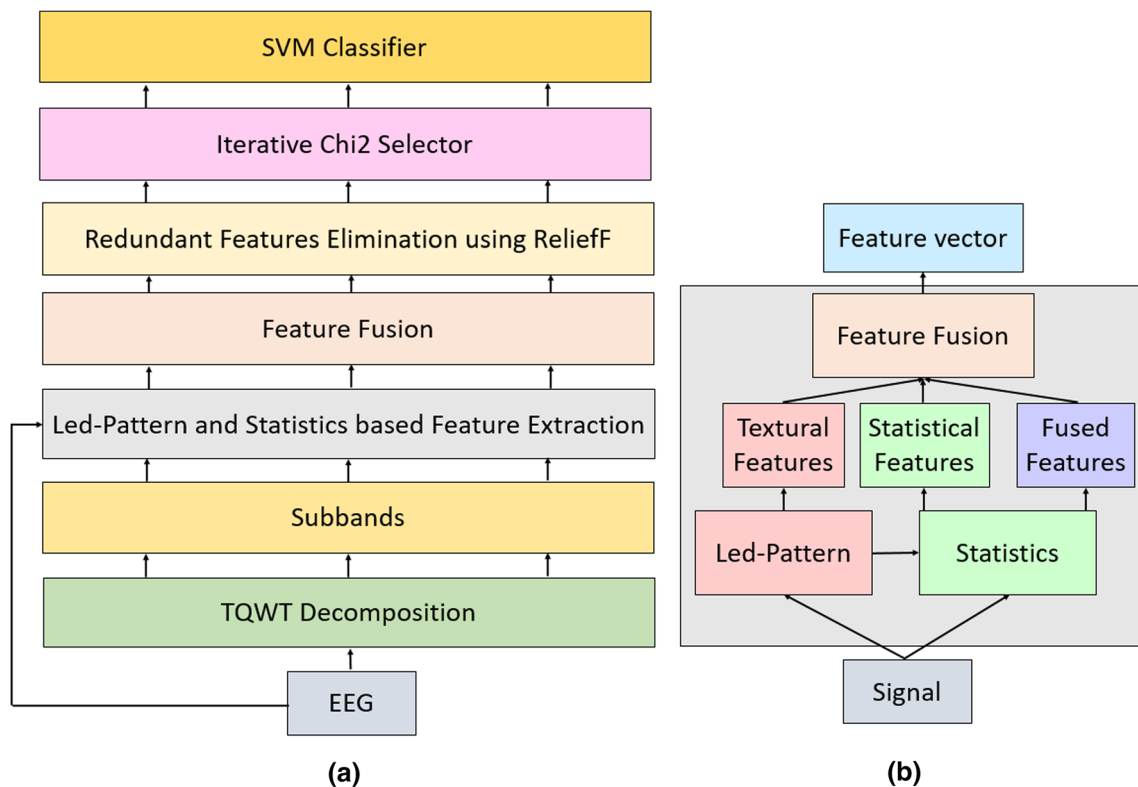 SVM Classifier
Iterative Chi2 Selector
Redundant Features Elimination using ReliefF
Feature Fusion
Led-Pattern and Statistics based Feature Extraction
Subbands
TQWT Decomposition
EEG
(a)
Feature vector
Feature Fusion
Textural
Features
Statistical
Features
Fused
Features
Led-Pattern
Statistics
Signal
(b)